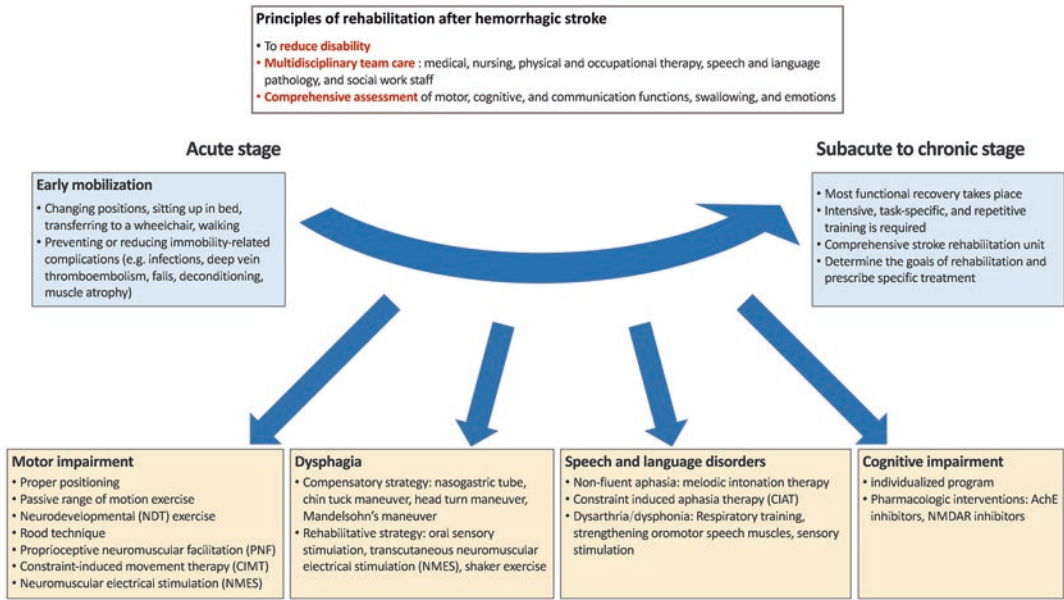 Principles of rehabilitation after hemorrhagic stroke
• To reduce disability
• Multidisciplinary team care : medical, nursing, physical and occupational therapy, speech and language
pathology, and social work staff
• Comprehensive assessment of motor, cognitive, and communication functions, swallowing, and emotions
Acute stage
Early mobilization
• Changing positions, sitting up in bed,
transferring to a wheelchair, walking
• Preventing or reducing immobility-related
complications (e.g. infections, deep vein
thromboembolism, falls, deconditioning,
muscle atrophy)
Subacute to chronic stage
• Most functional recovery takes place
• Intensive, task-specific, and repetitive
training is required
• Comprehensive stroke rehabilitation unit
• Determine the goals of rehabilitation and
prescribe specific treatment
Motor impairment
• Proper positioning
• Passive range of motion exercise
• Neurodevelopmental (NDT) exercise
• Rood technique
• Proprioceptive neuromuscular facilitation (PNF)
• Constraint-induced movement therapy (CIMT)
• Neuromuscular electrical stimulation (NMES)
Dysphagia
• Compensatory strategy: nasogastric tube,
chin tuck maneuver, head turn maneuver,
Mandelsohn's maneuver
• Rehabilitative strategy: oral sensory
stimulation, transcutaneous neuromuscular
electrical stimulation (NMES), shaker exercise
Speech and language disorders
• Non-fluent aphasia: meiodic intonation therapy
• Constraint induced aphasia therapy (CIAT)
• Dysarthria/dysphonia: Respiratory training,
strengthening oromotor speech muscles, sensory
stimulation
Cognitive impairment
• individualized program
• Pharmacologic interventions: AchE
inhibitors, NMDAR inhibitors